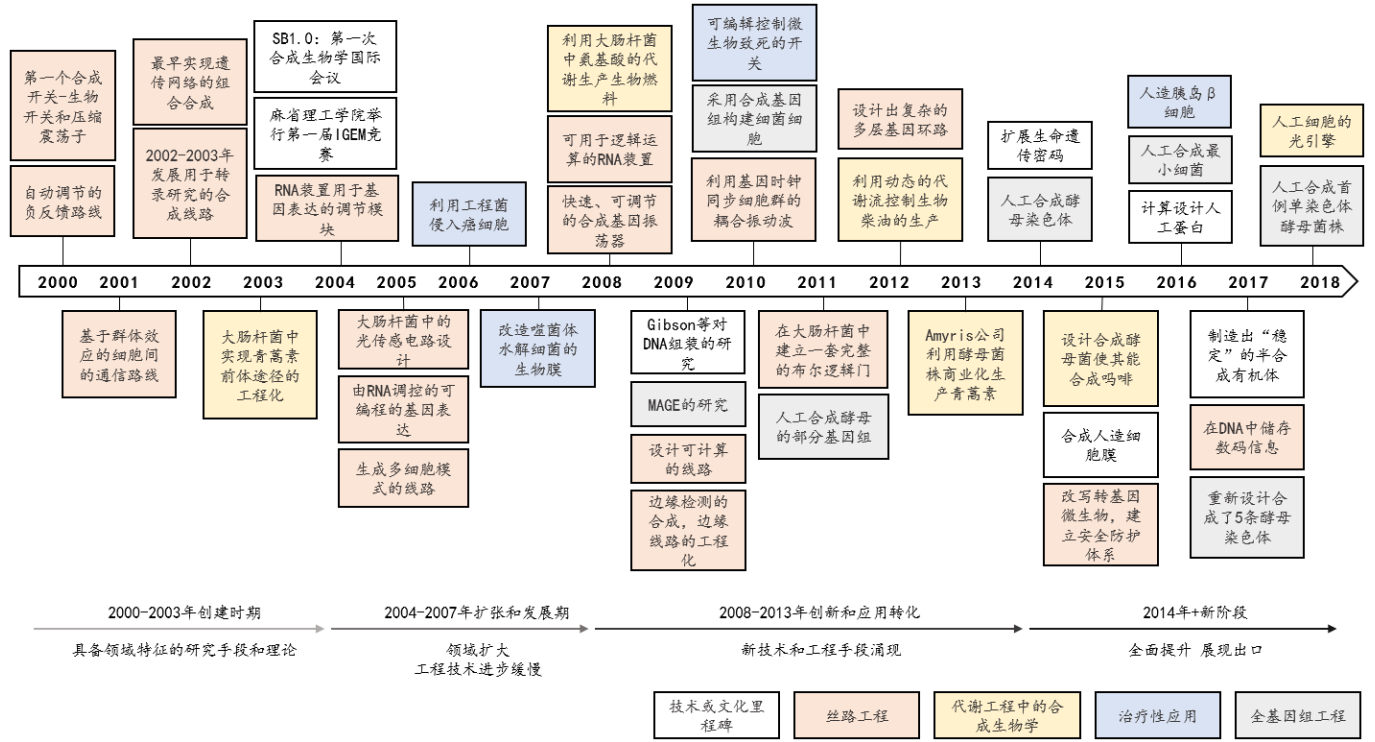 第一个合成
开关-生物
开关和压缩
震荡子
自动调节的
负反馈路线
最早实现遗
传网络的组
合合成
2002-2003年
发展用于转
录研究的合
成线路
SB1.0: 第一次
合成生物学国际
会议
麻省理工学院举
行第一届IGEM竞
赛
RNA装置用于基
因表达的调节模
块
利用工程菌
侵入癌细胞
利用大肠杆菌
中氨基酸的代
谢生产生物燃
料
可用于逻辑运
算的RNA装置
快速、可调节
的合成基因振
荡器
可编辑控制微
生物致死的开
关
采用合成基因
组构建细菌细
胞
利用基因时钟
同步细胞群的
耦合振动波
设计出复杂的
多层基因环路
利用动态的代
谢流控制生物
柴油的生产
扩展生命遗
传密码
人工合成酵
母染色体
人造胰岛β
细胞
人工合成最
小细菌
计算设计人
工蛋白
人工细胞的
光引擎
人工合成首
例单染色体
酵母菌株
2000 2001 2002 2003 2004 2005 2006 2007 2008 2009 2010 2011 2012 2013 2014 2015 2016 2017 2018
基于群体效
应的细胞间
的通信路线
大肠杆菌中
实现青蒿素
前体途径的
工程化
大肠杆菌中的
光传感电路设
计
由RNA调控的可
编程的基因表
达
生成多细胞模
式的线路
改造噬菌体
水解细菌的
生物膜
Gibson等对
DNA组装的研
究
MAGE的研究
设计可计算
的线路
边缘检测的
合成，边缘
线路的工程
化
在大肠杆菌中
建立一套完整
的布尔逻辑门
人工合成酵母
的部分基因组
Amyris公司
利用酵母菌
株商业化生
产青蒿素
设计合成酵
母菌使其能
合成吗啡
合成人造细
胞膜
改写转基因
微生物，建
立安全防护
体系
制造出“稳
定”的半合
成有机体
在DNA中储存
数码信息
重新设计合
成了5条酵母
染色体
2000-2003年创建时期
具备领域特征的研究手段和理论
2004-2007年扩张和发展期
领域扩大
工程技术进步缓慢
2008-2013年创新和应用转化
新技术和工程手段涌现
2014年+新阶段
全面提升 展现出口
技术或文化里
程碑
丝路工程
代谢工程中的合
成生物学
治疗性应用
全基因组工程